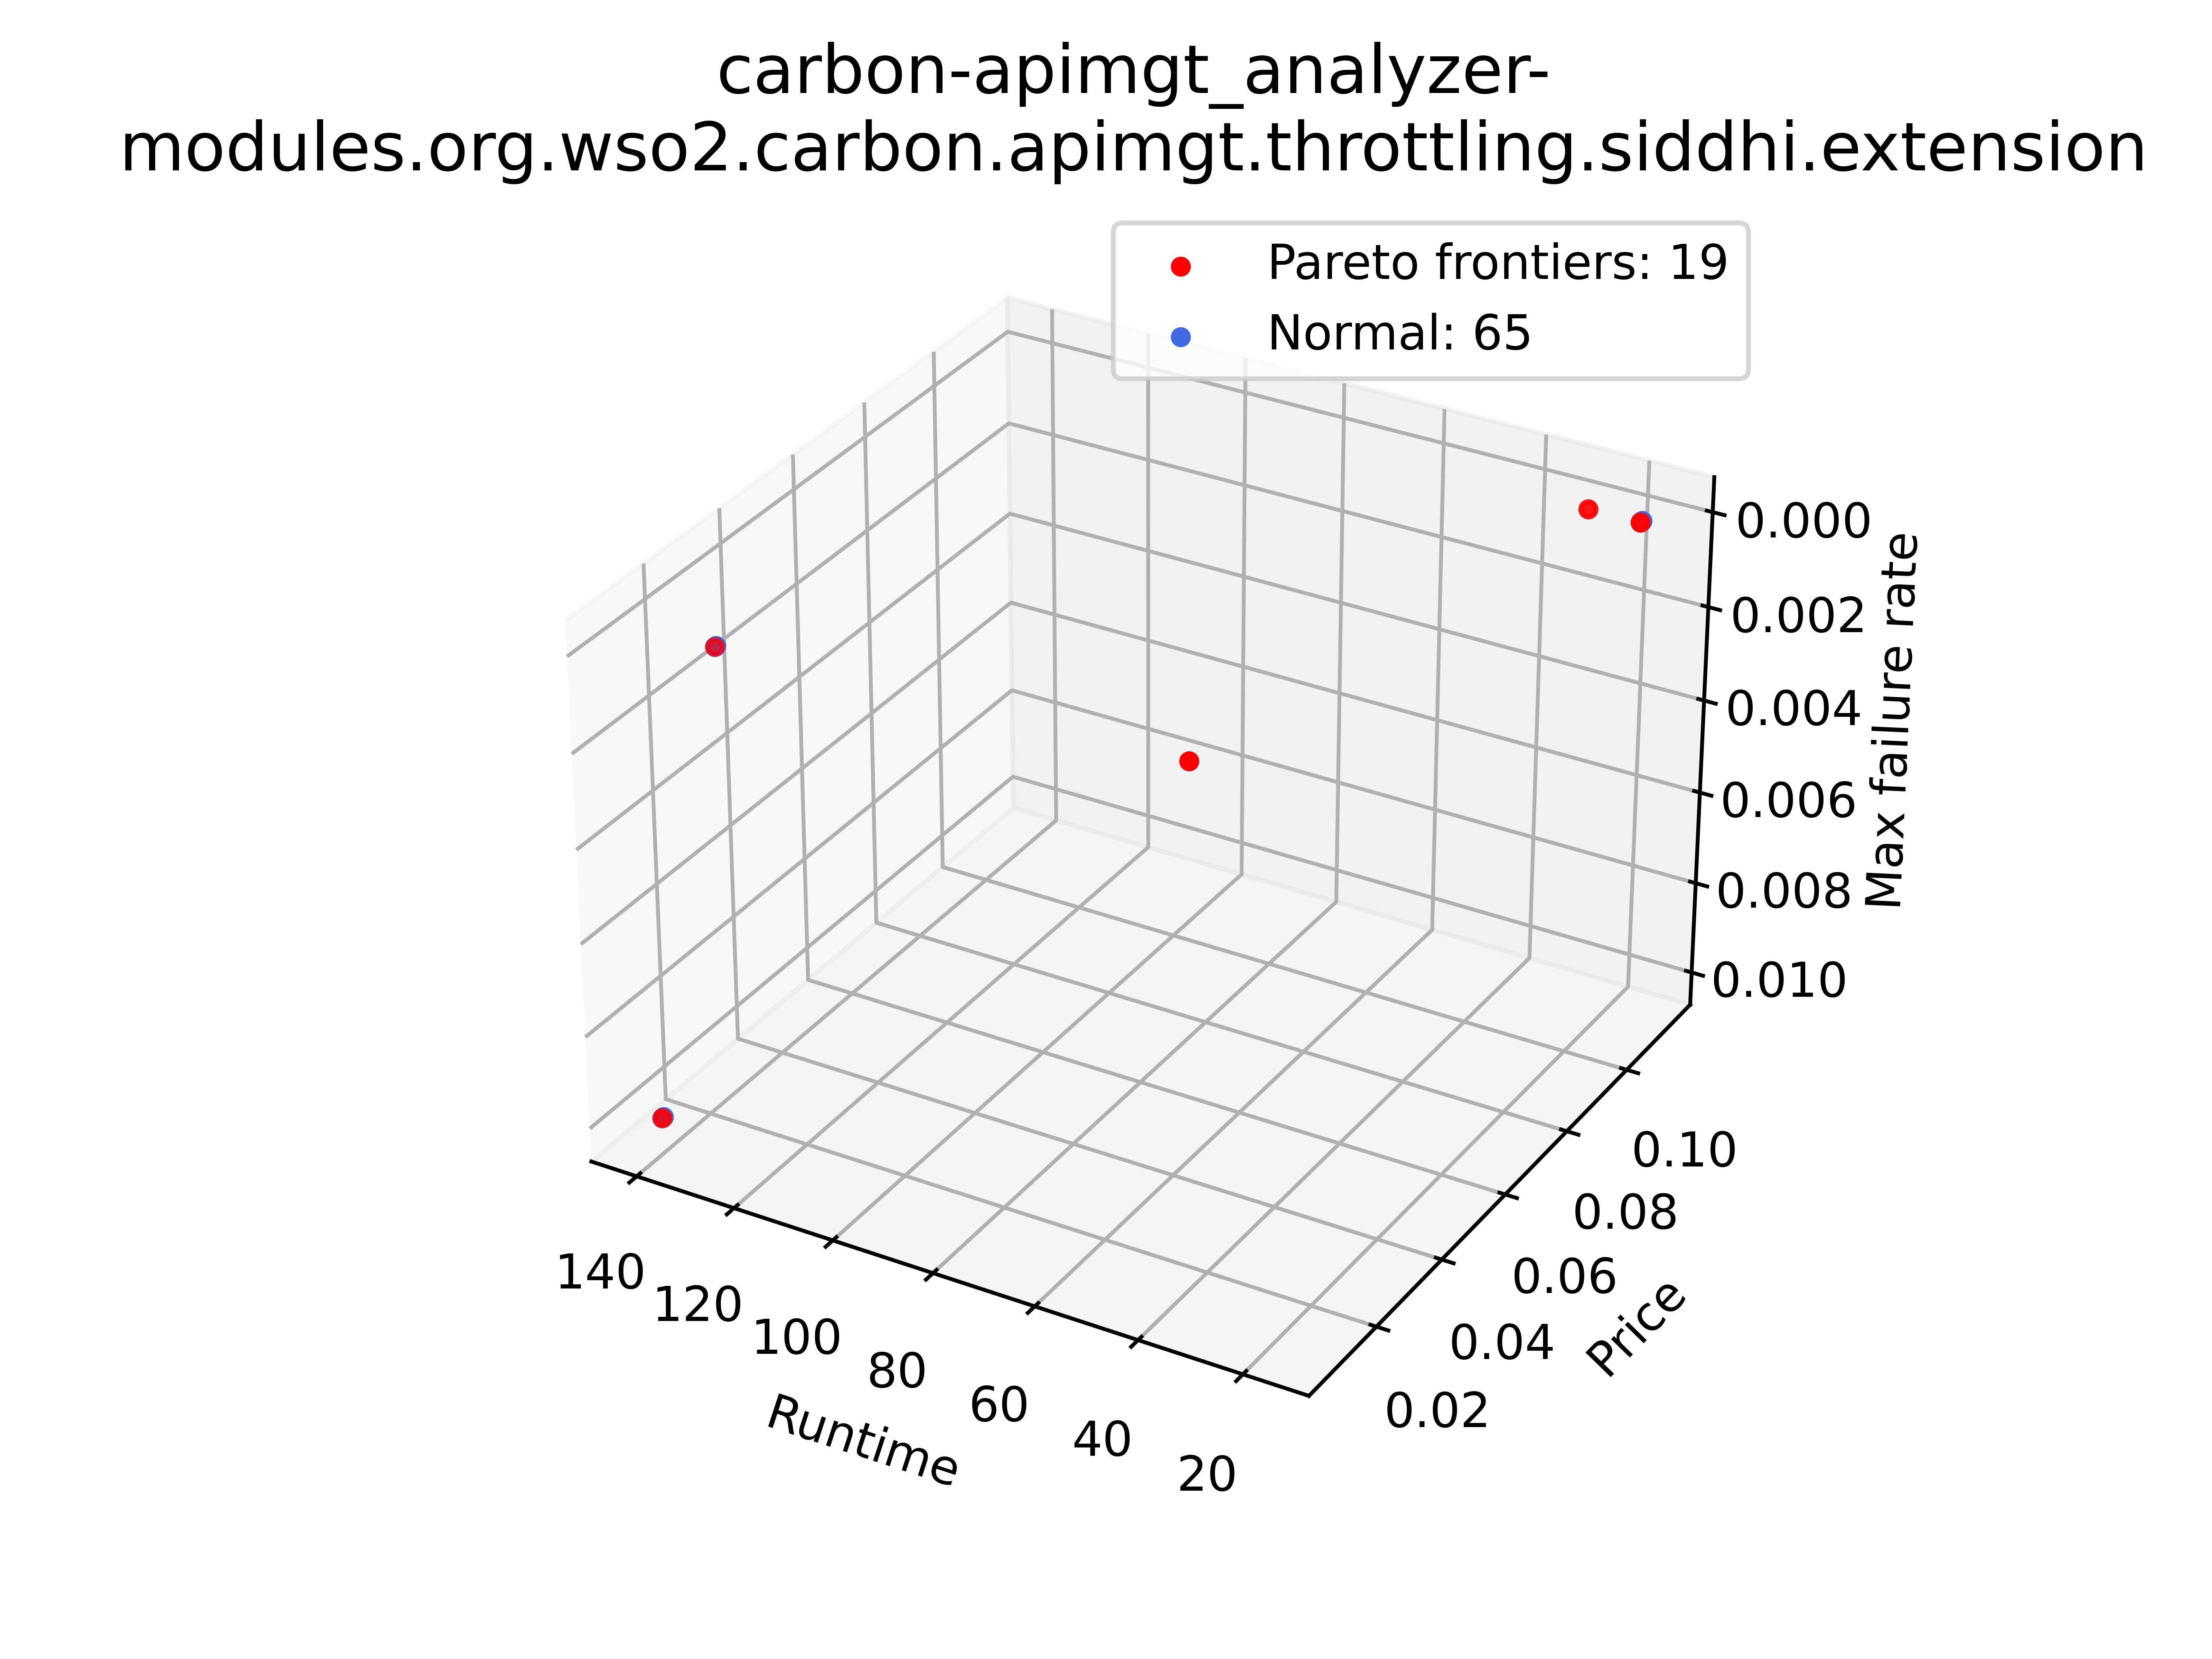 carbon-apimgt_analyzer-
modules.org.wso2.carbon.apimgt.throttling.siddhi.extension
Pareto frontiers: 19
Normal: 65
0.000
0.002
0.004
0.006
0.008
0.010
Max failure rate
0.10
0.08
0.06
0.04
0.02
Price
140
120
100
80
60
40
20
Runtime